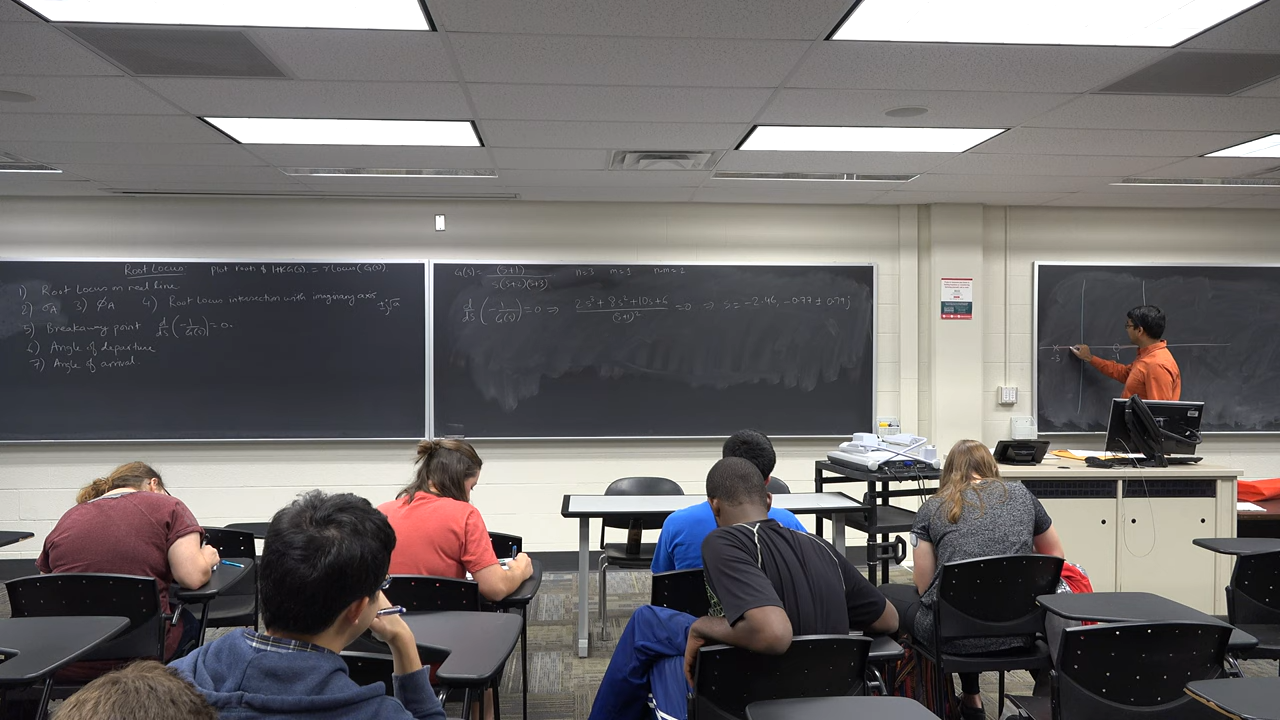 Root Locus: Plot roots of 1+KG(s) = rlocus(G(s))
1) Root Locus on real line
2) σA 3) ϕA 4) Root Locus intersection with imaginary axis
5) Breakaway point d/ds(-1/G(s))=0.
6) Angle of departure
7) Angle of arrival.
G(s)= (s+1)/s(s+2)(s+3) n=3 m=1
d/ds(-1/G(s))=0 ⇒ 2s³+8s²+10s+6/(s+1)² =0 ⇒ s=-2.46, -0.77±0.79j
-3